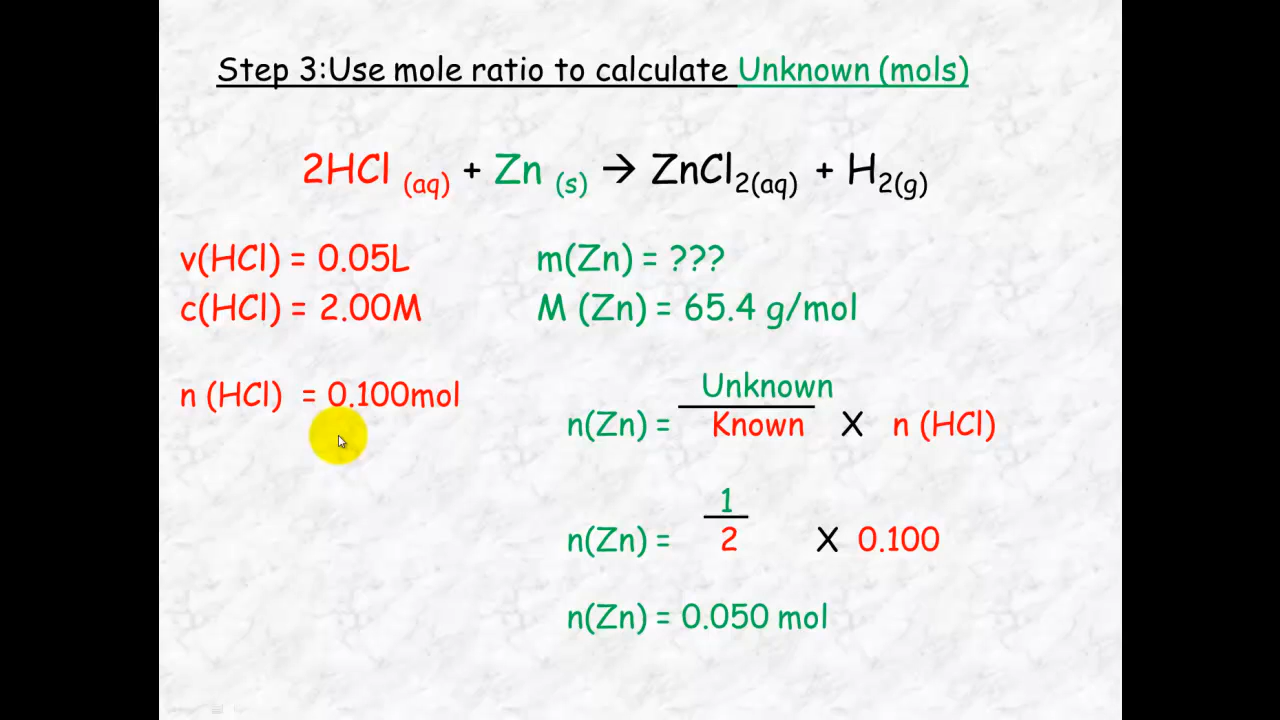 Step 3:Use mole ratio to calculate Unknown (mols)
2HCl (aq) + Zn (s) → ZnCl2(aq) + H2(g)
v(HCl) = 0.05L
c(HCl) = 2.00M
m(Zn) = ???
M (Zn) = 65.4 g/mol
n (HCl) = 0.100mol
Unknown
n(Zn) = Known X n (HCl)
1
n(Zn) = 2 X 0.100
n(Zn) = 0.050 mol